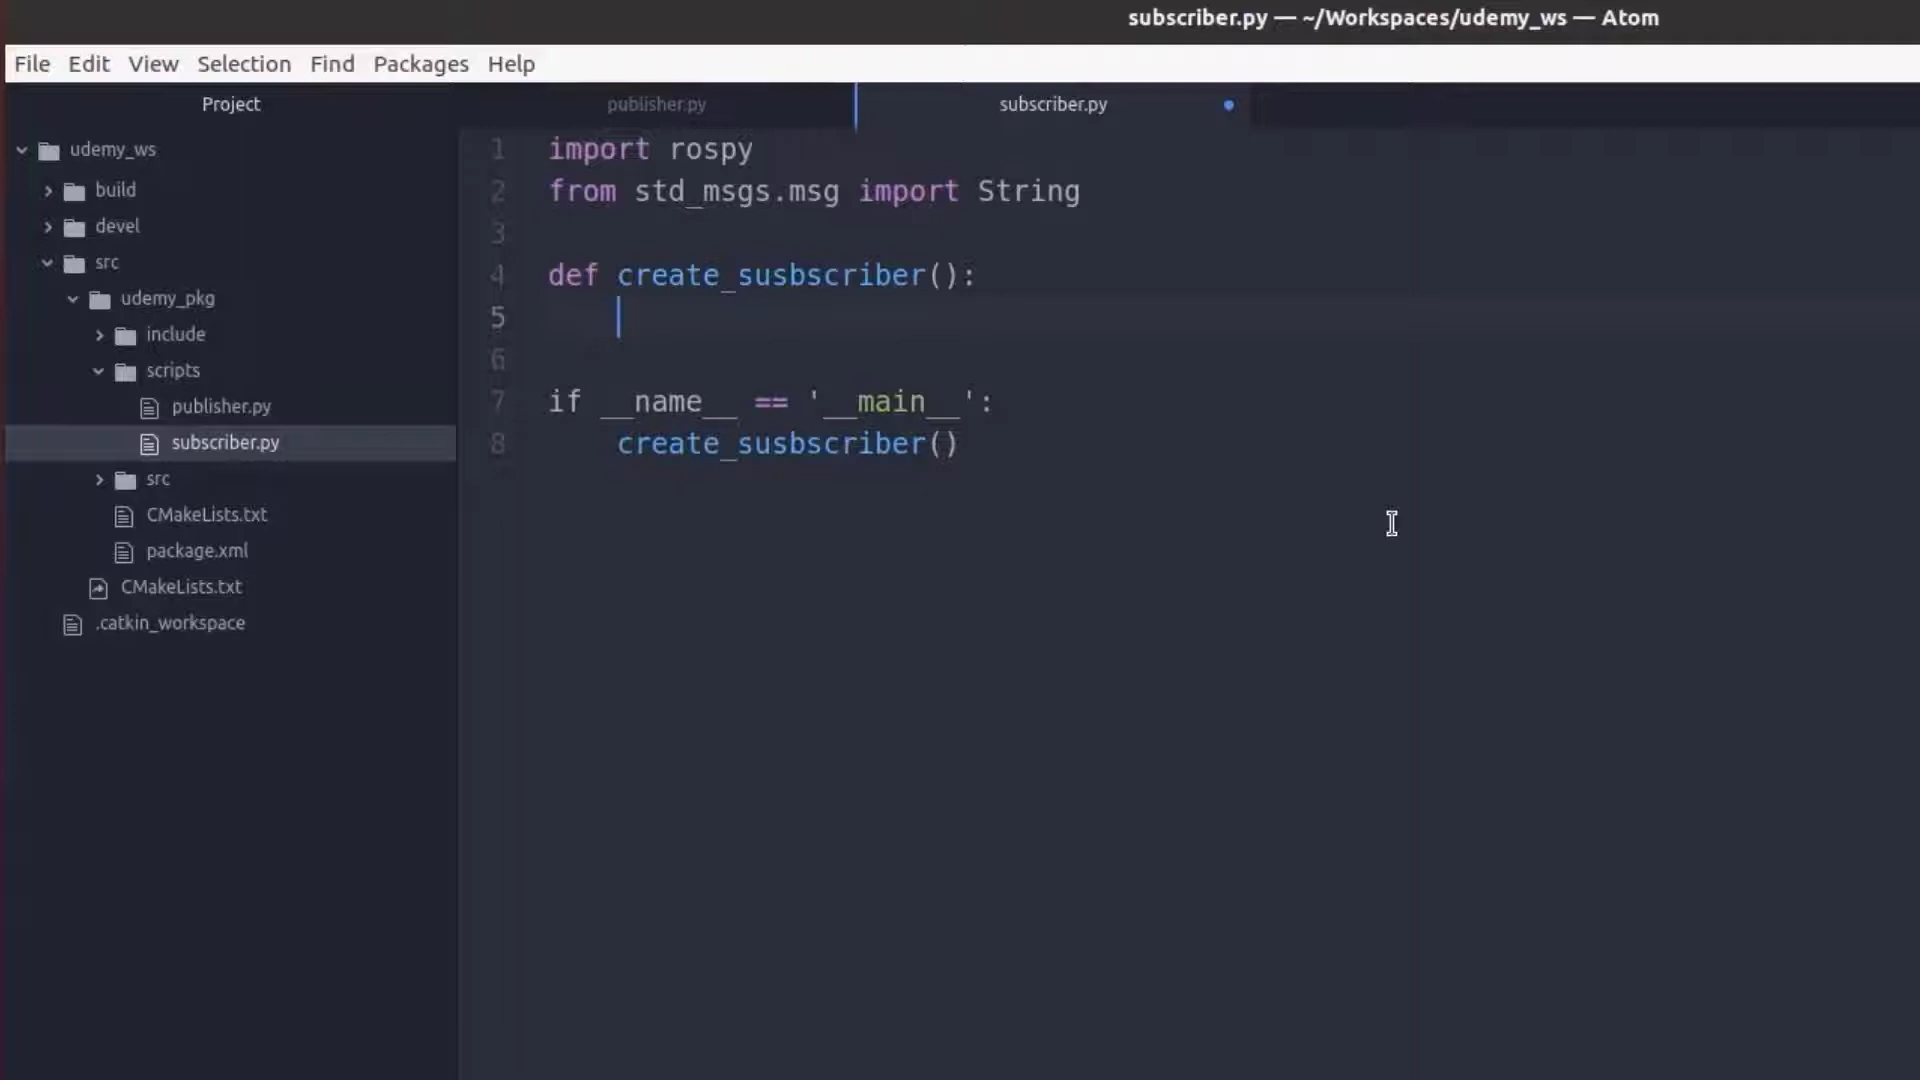 subscriber.py — ~/Workspaces/udemy_ws — Atom
File Edit View Selection Find Packages Help
Project
publisher.py
subscriber.py
udemy_ws
build
devel
src
udemy_pkg
include
scripts
publisher.py
subscriber.py
src
CMakeLists.txt
package.xml
CMakeLists.txt
.catkin_workspace
1 import rospy
2 from std_msgs.msg import String
3
4 def create_susbscriber():
5
6
7 if __name__ == '__main__':
8 create_susbscriber()